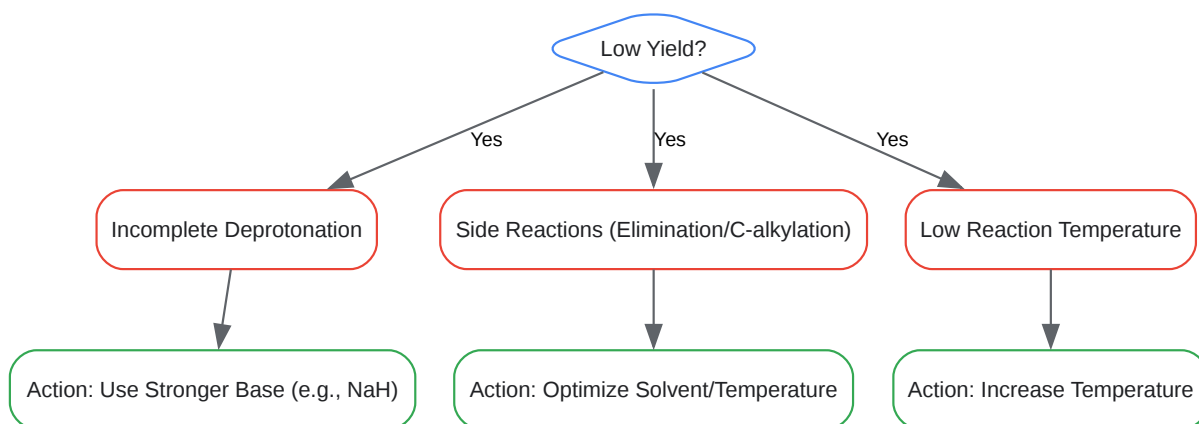 Low Yield?
Yes
Yes
Yes
Incomplete Deprotonation
Side Reactions (Elimination/C-alkylation)
Low Reaction Temperature
Action: Use Stronger Base (e.g., NaH)
Action: Optimize Solvent/Temperature
Action: Increase Temperature